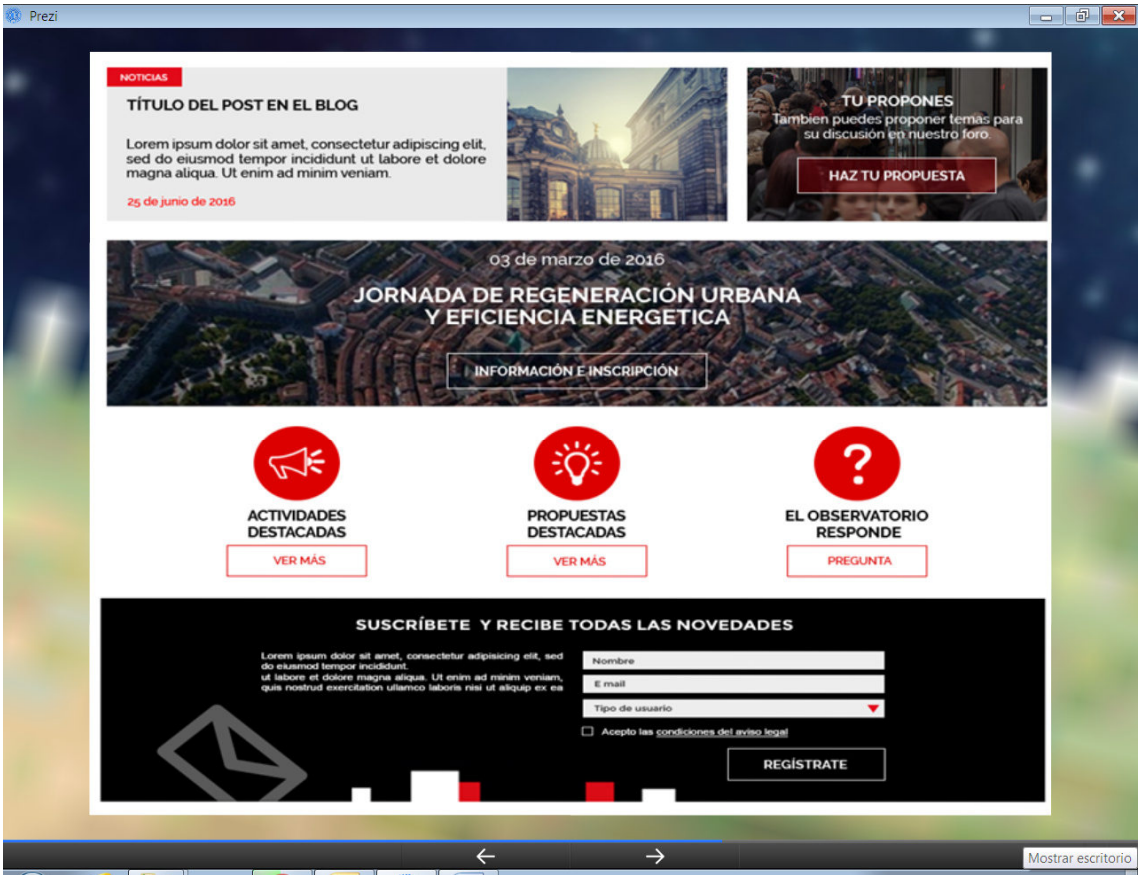 Prezi
NOTICIAS
TÍTULO DEL POST EN EL BLOG
Lorem ipsum dolor sit amet, consectetur adipiscing elit,
sed do eiusmod tempor incididunt ut labore et dolore
magna aliqua. Ut enim ad minim veniam.
25 de junio de 2016
TU PROPONES
Tambien puedes proponer temas para
su discusión en nuestro foro.
HAZ TU PROPUESTA
03 de marzo de 2016
JORNADA DE REGENERACIÓN URBANA
Y EFICIENCIA ENERGETICA
INFORMACIÓN E INSCRIPCIÓN
ACTIVIDADES
DESTACADAS
VER MÁS
PROPUESTAS
DESTACADAS
VER MÁS
EL OBSERVATORIO
RESPONDE
PREGUNTA
SUSCRÍBETE Y RECIBE TODAS LAS NOVEDADES
Lorem ipsum dolor sit amet, consectetur adipisicing elit, sed
do eiusmod tempor incididunt.
ut labore et dolore magna aliqua. Ut enim ad minim veniam,
quis nostrud exercitation ullamco laboris nisi ut aliquip ex ea
Nombre
E mail
Tipo de usuario
Acepto las condiciones del aviso legal
REGÍSTRATE
Mostrar escritorio